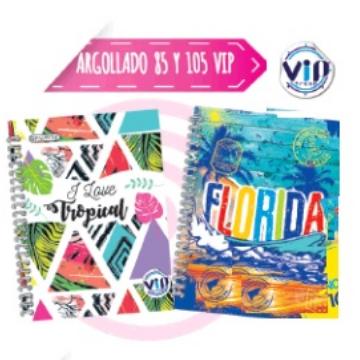 ARGOLLADO 85 Y 105 VIP
ViP
I Love
Tropical
ViP
FLORIDA